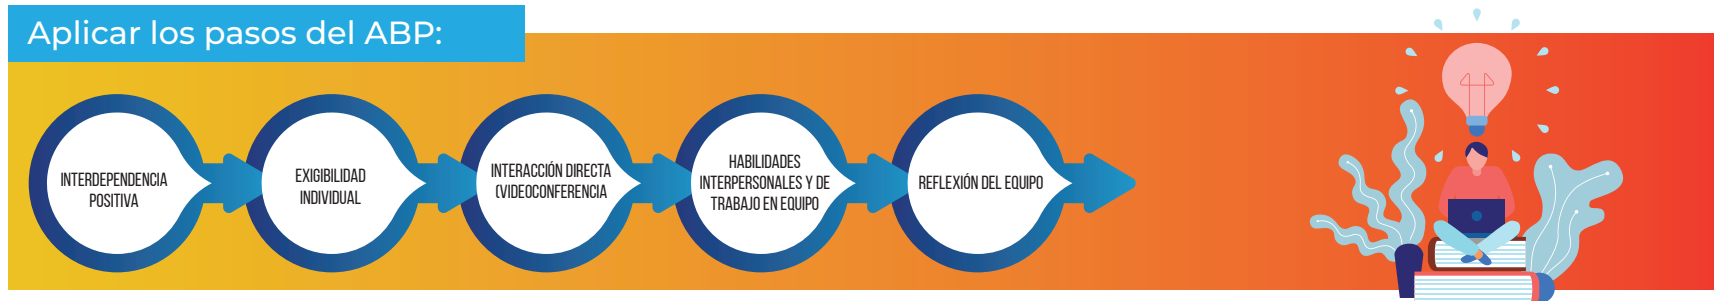 Aplicar los pasos del ABP:
INTERDEPENDENCIA
POSITIVA
EXIGIBILIDAD
INDIVIDUAL
INTERACCIÓN DIRECTA
(VIDEOCONFERENCIA
HABILIDADES
INTERPERSONALES Y DE
TRABAJO EN EQUIPO
REFLEXIÓN DEL EQUIPO